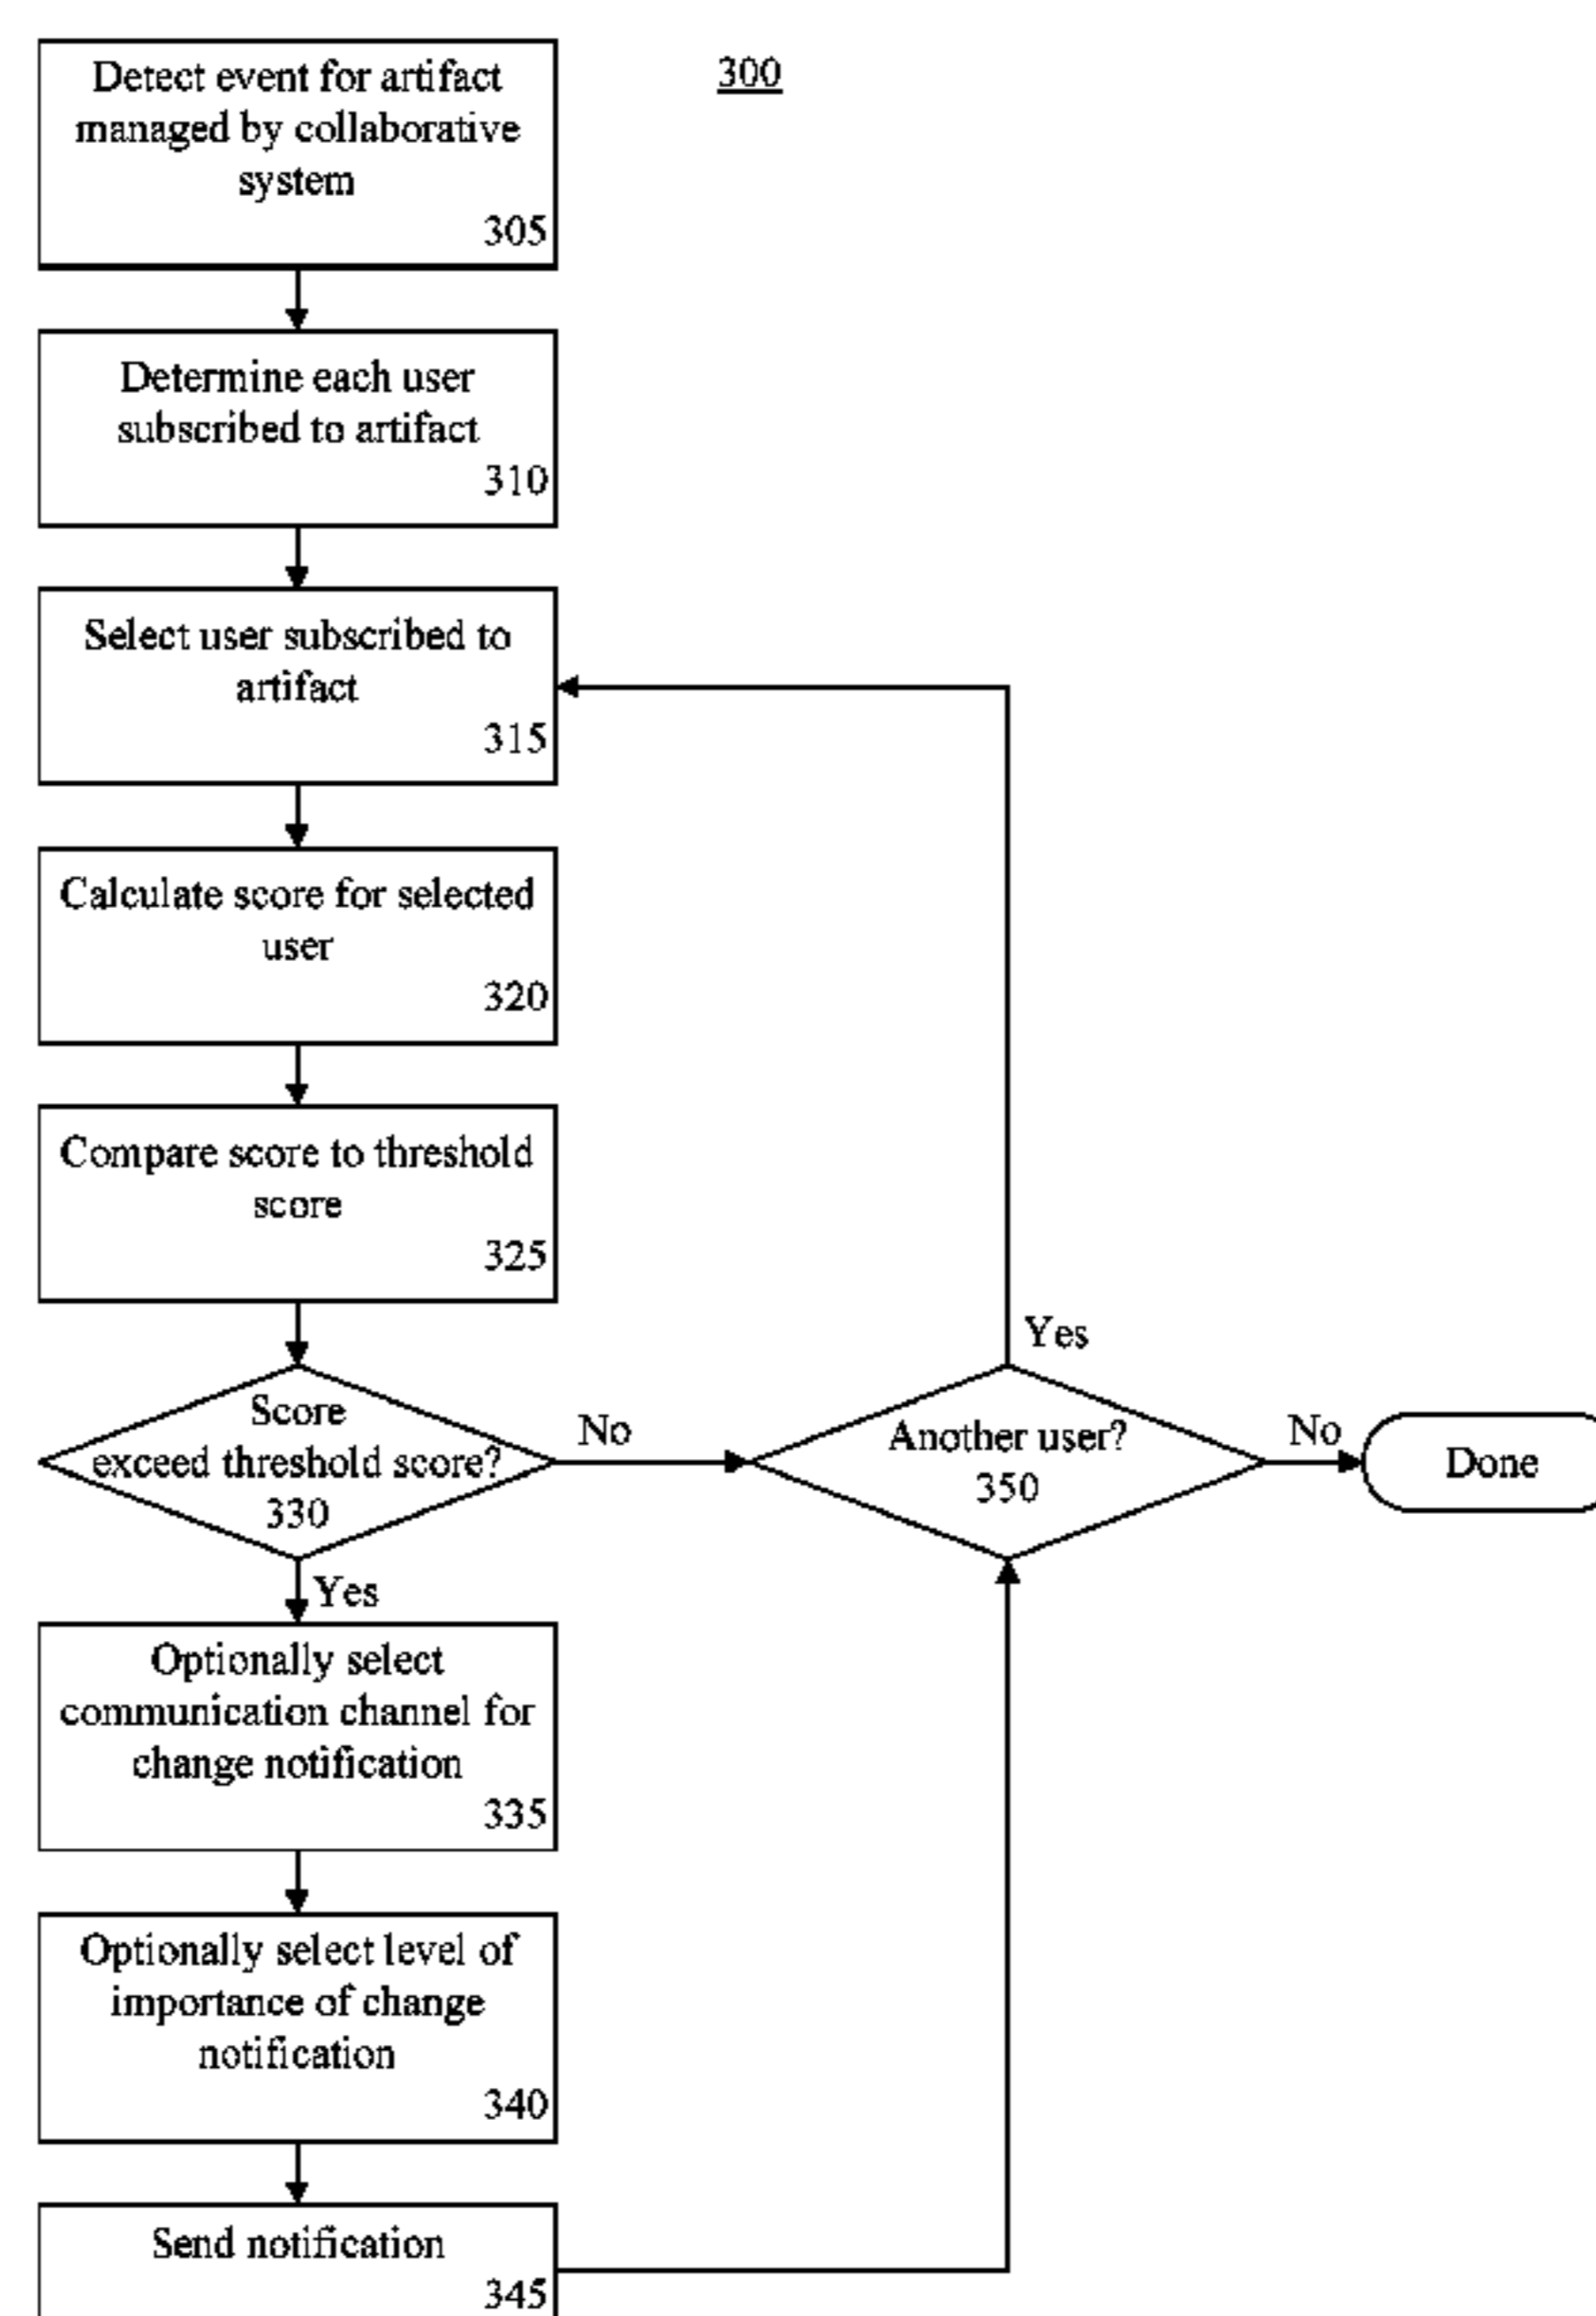 300
Detect event for artifact
managed by collaborative
system
305
Determine each user
subscribed to artifact
310
Select user subscribed to
artifact
315
Calculate score for selected
user
320
Compare score to threshold
score
325
Score
exceed threshold score?
330
No
Yes
Another user?
350
Yes
No
Done
Optionally select
communication channel for
change notification
335
Optionally select level of
importance of change
notification
340
Send notification
345